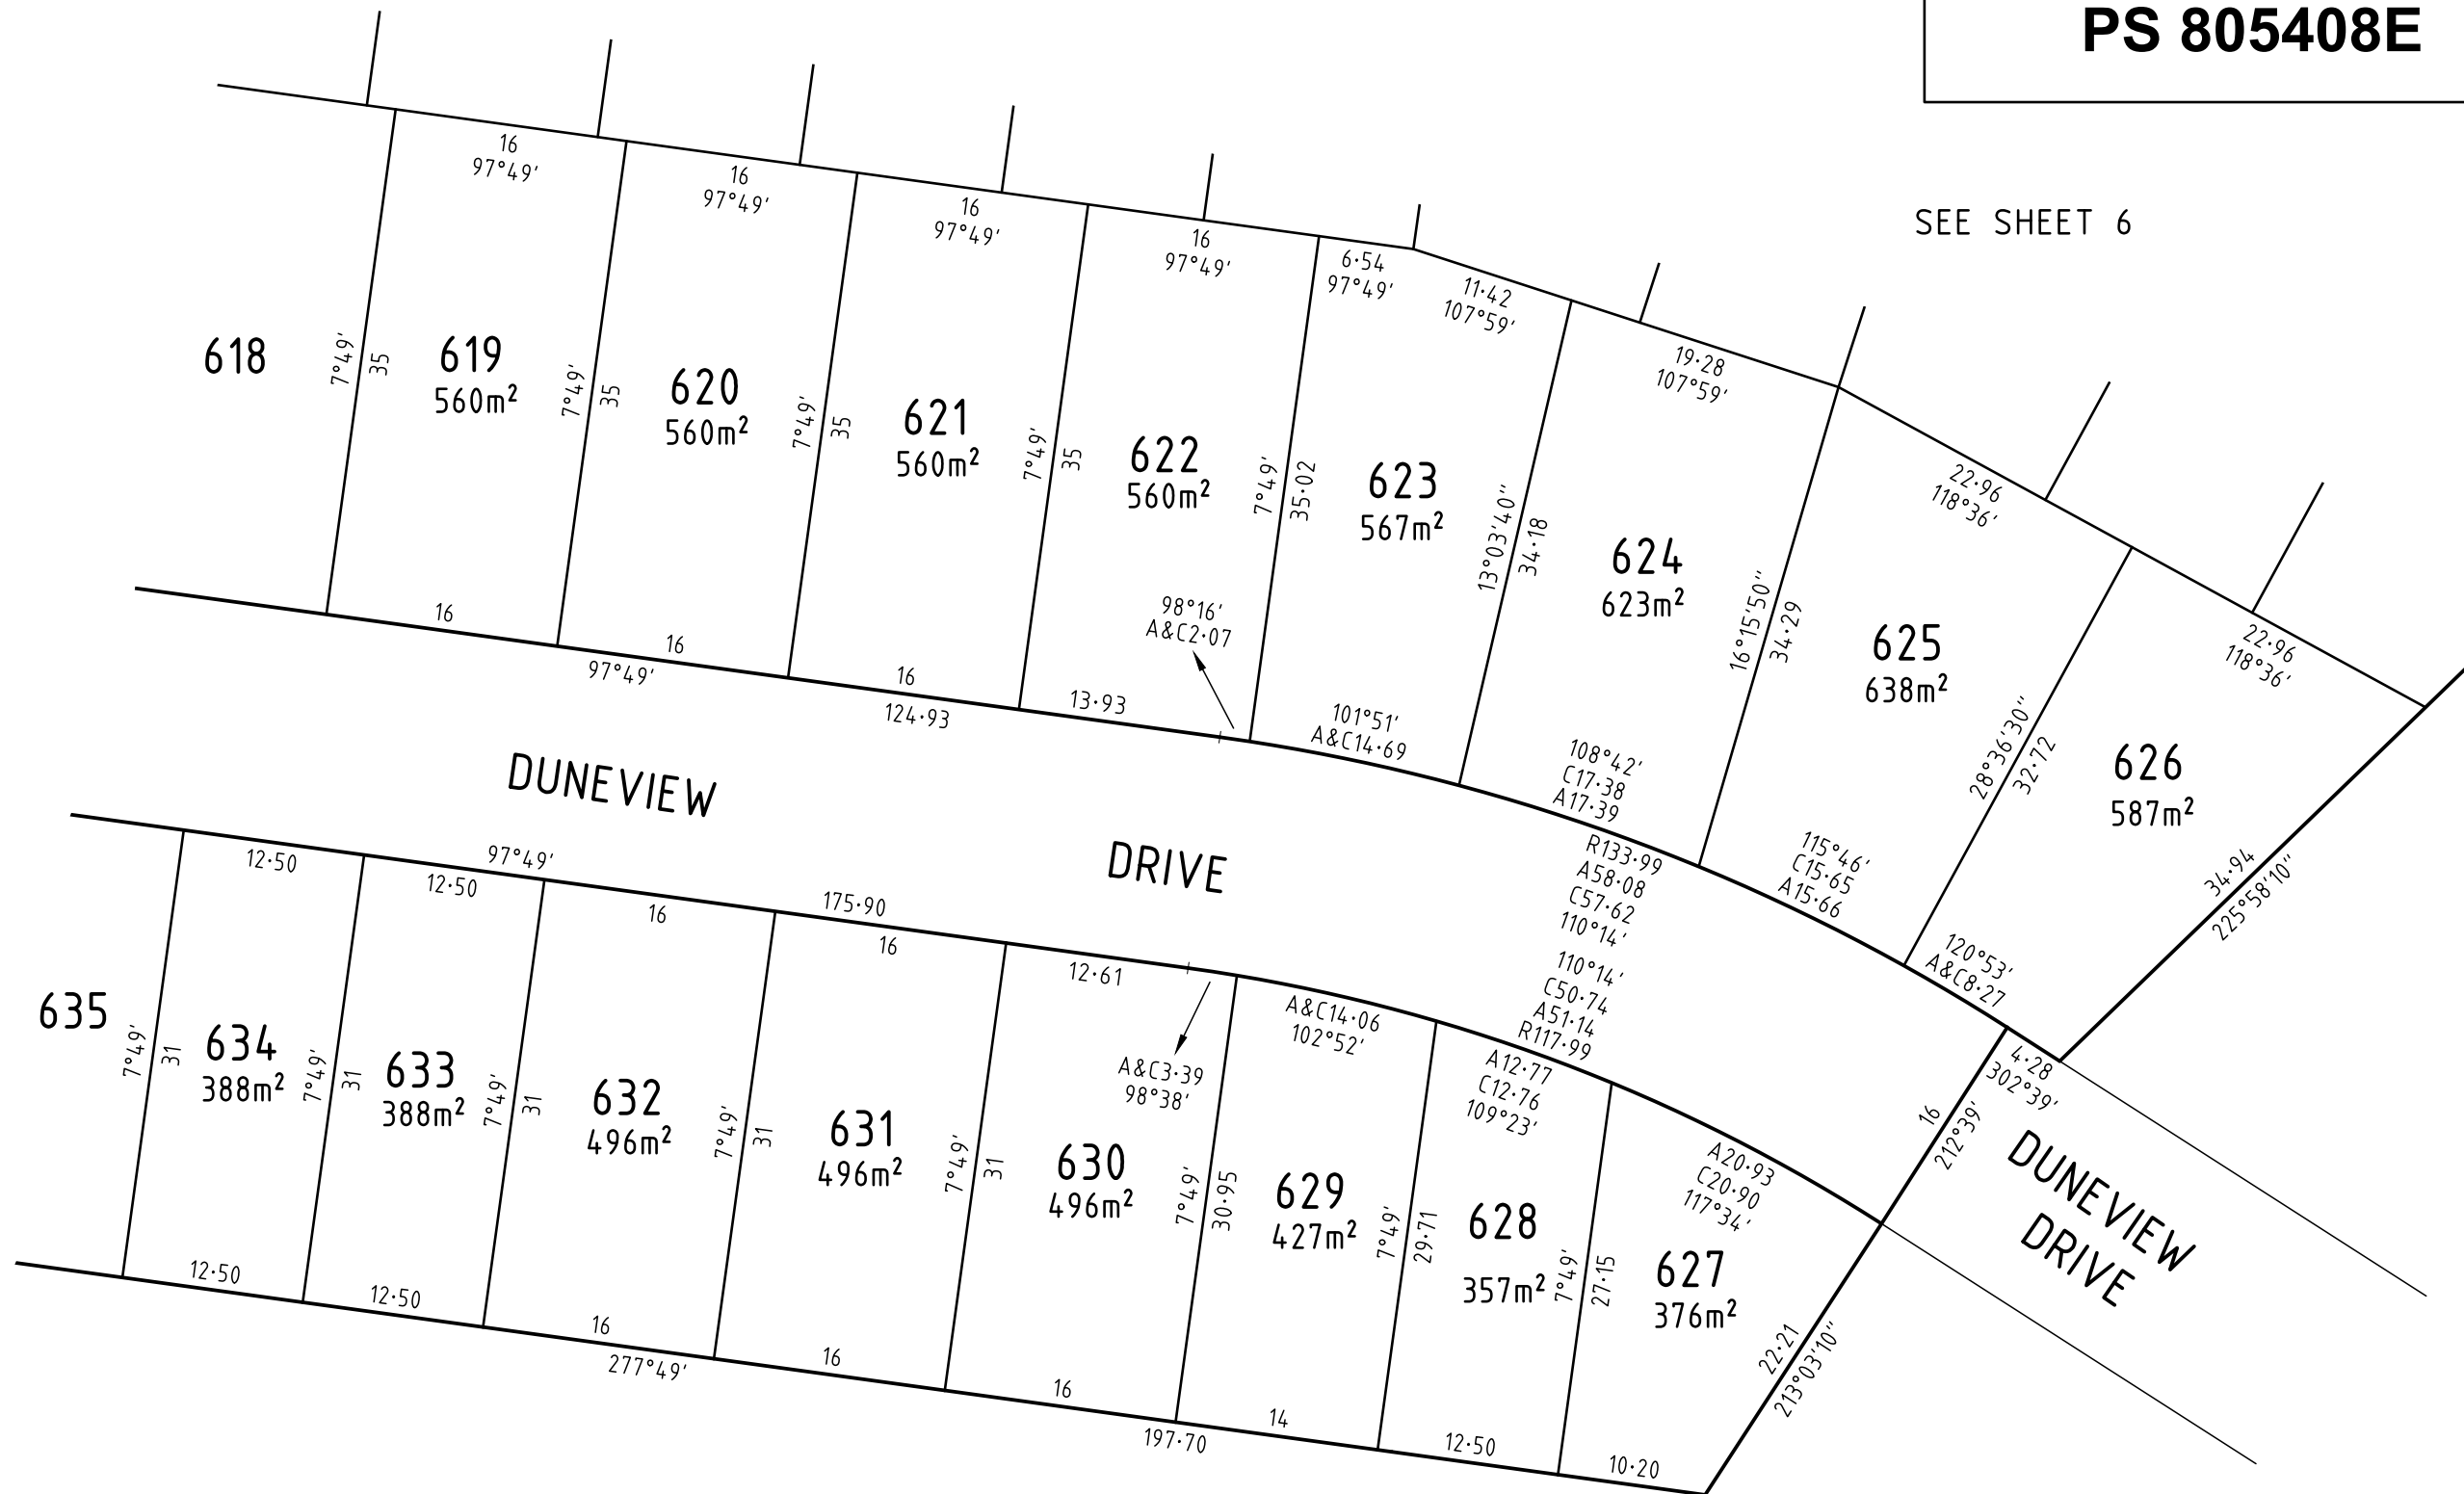 PS 805408E
SEE SHEET 6
16
97°49'
16
97°49'
16
97°49'
16
97°49'
6·54
97°49'
11·42
107°59'
19·28
107°59'
22·96
118°36'
22·96
118°36'
618
7°49'
35
619
560m²
7°49'
35
620
560m²
7°49'
35
621
560m²
7°49'
35
622
560m²
7°49'
35·02
623
567m²
13°03'40"
34·18
624
623m²
16°15'50"
34·29
625
638m²
28°36'30"
32·72
626
587m²
34·94
225°58'10"
16
16
97°49'
16
124·93
13·93
98°16'
A&C2·07
101°51'
A&C14·69
108°42'
C17·38
A17·39
115°46'
C15·65
A15·66
120°53'
A&C8·27
R133·99
A58·08
C57·62
110°14'
110°14'
C50·74
A51·14
R117·99
DUNEVIEW
DRIVE
12·50
97°49'
12·50
16
175·90
16
12·61
A&C3·39
98°38'
A&C14·06
102°52'
A12·77
C12·76
109°23'
A20·93
C20·90
117°34'
4·28
302°39'
16
212°39'
DUNEVIEW
DRIVE
635
7°49'
31
634
388m²
7°49'
31
633
388m²
7°49'
31
632
496m²
7°49'
31
631
496m²
7°49'
31
630
496m²
7°49'
30·95
629
427m²
7°49'
29·71
628
357m²
7°49'
27·15
627
376m²
22·21
213°03'10"
12·50
12·50
16
277°49'
16
16
197·70
14
12·50
10·20